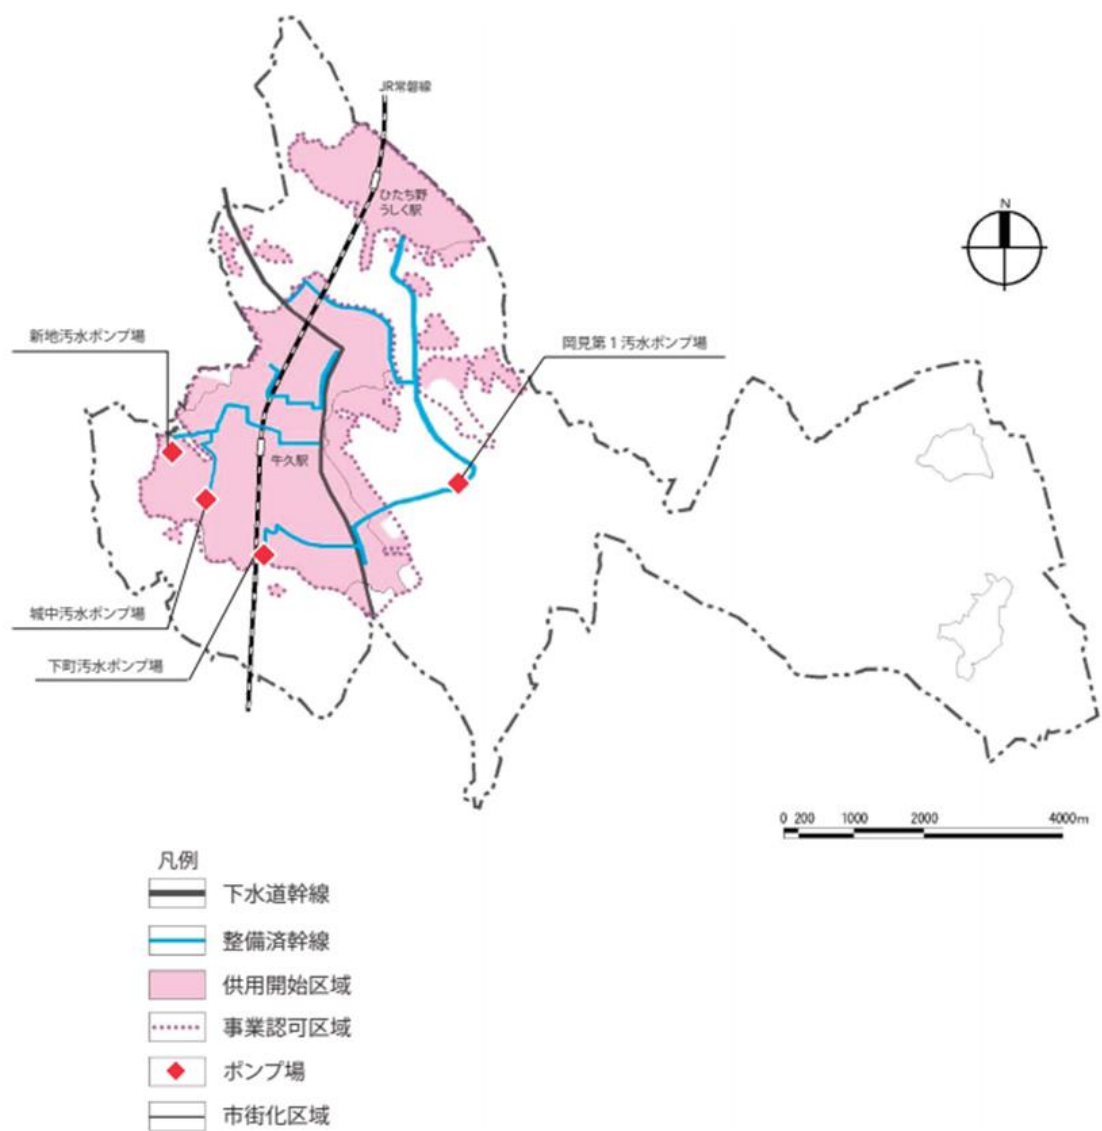 JR常磐線
ひたち野
うしく駅
N
新地汚水ポンプ場
岡見第1汚水ポンプ場
牛久駅
城中汚水ポンプ場
下町汚水ポンプ場
0 200 1000 2000 4000m
凡例
下水道幹線
整備済幹線
供用開始区域
事業認可区域
ポンプ場
市街化区域